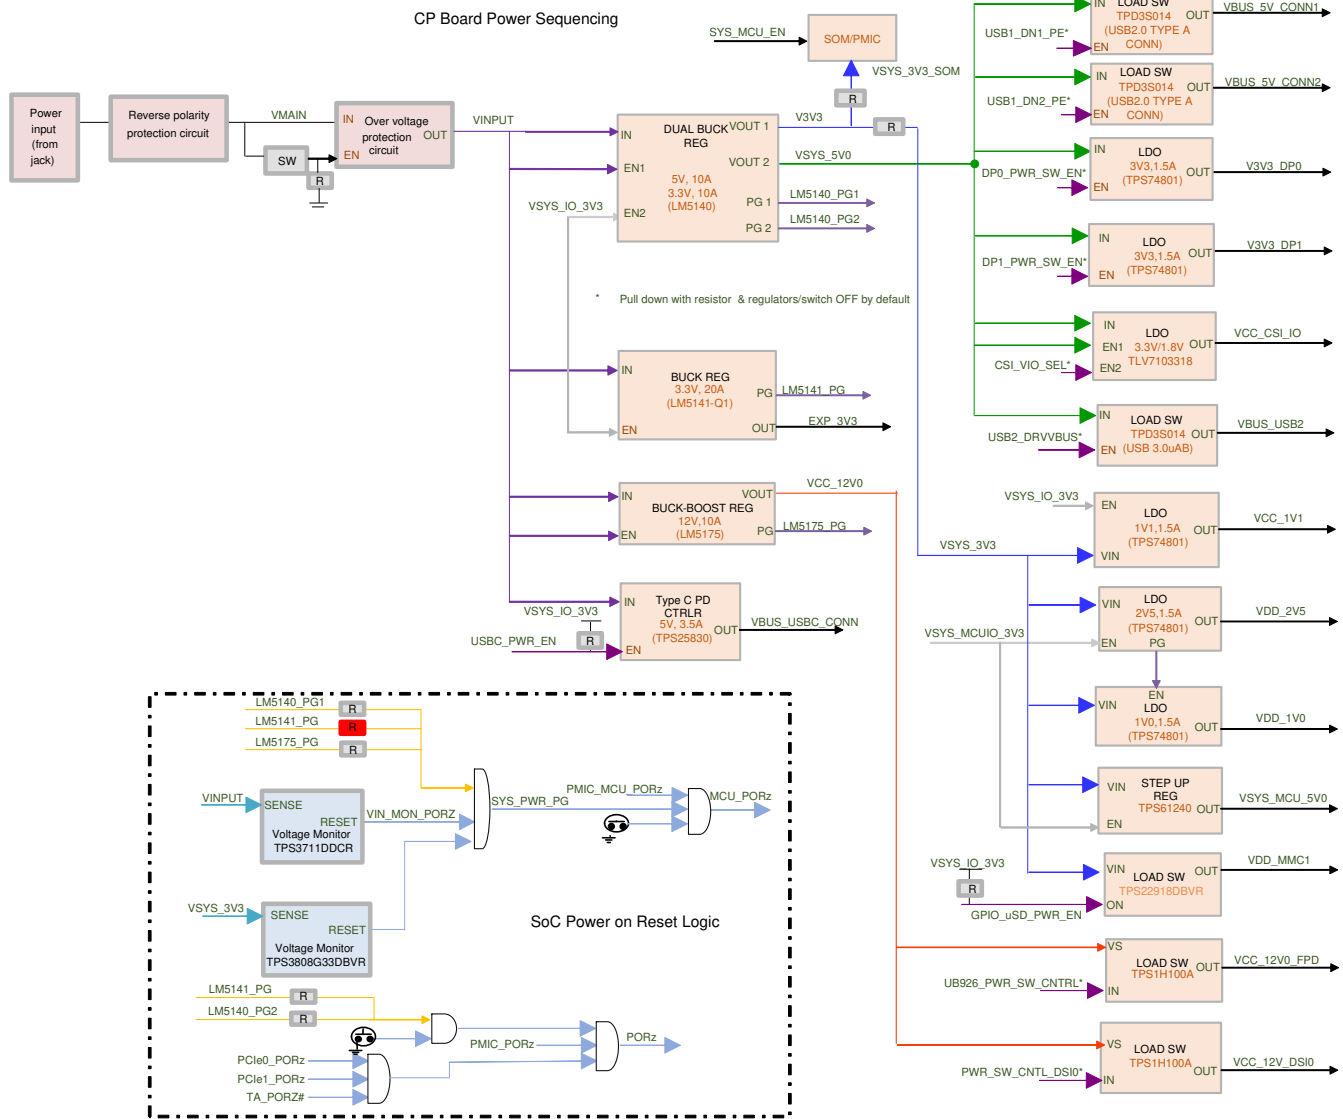 CP Board Power Sequencing
Power
input
(from
jack)
Reverse polarity
protection circuit
VMAIN
SW
R
IN
EN
Over voltage
protection
circuit
OUT
VINPUT
SYS_MCU_EN
SOM/PMIC
VSYS_3V3_SOM
R
IN
EN1
EN2
DUAL BUCK
REG
5V, 10A
3.3V, 10A
(LM5140)
VOUT 1
VOUT 2
PG 1
PG 2
V3V3
R
VSYS_5V0
LM5140_PG1
LM5140_PG2
VSYS_IO_3V3
* Pull down with resistor & regulators/switch OFF by default
IN
EN
BUCK REG
3.3V, 20A
(LM5141-Q1)
PG
OUT
LM5141_PG
EXP_3V3
IN
EN
VOUT
BUCK-BOOST REG
12V,10A
(LM5175)
PG
VCC_12V0
LM5175_PG
VSYS_IO_3V3
R
USBC_PWR_EN
IN
EN
Type C PD
CTRLR
5V, 3.5A
(TPS25830)
OUT
VBUS_USBC_CONN
IN
EN
LOAD SW
TPD3S014
(USB2.0 TYPE A
CONN)
OUT
USB1_DN1_PE*
VBUS_5V_CONN1
IN
EN
LOAD SW
TPD3S014
(USB2.0 TYPE A
CONN)
OUT
USB1_DN2_PE*
VBUS_5V_CONN2
IN
EN
LDO
3V3,1.5A
(TPS74801)
OUT
DP0_PWR_SW_EN*
V3V3_DP0
IN
EN
LDO
3V3,1.5A
(TPS74801)
OUT
DP1_PWR_SW_EN*
V3V3_DP1
IN
EN1
EN2
LDO
3.3V/1.8V
TLV7103318
OUT
CSI_VIO_SEL*
VCC_CSI_IO
IN
EN
LOAD SW
TPD3S014
(USB 3.0uAB)
OUT
USB2_DRVVBUS*
VBUS_USB2
VSYS_IO_3V3
EN
VIN
LDO
1V1,1.5A
(TPS74801)
OUT
VCC_1V1
VSYS_3V3
VIN
EN
LDO
2V5,1.5A
(TPS74801)
PG
OUT
VDD_2V5
VSYS_MCUIO_3V3
VIN
EN
LDO
1V0,1.5A
(TPS74801)
OUT
VDD_1V0
VIN
EN
STEP UP
REG
TPS61240
OUT
VSYS_MCU_5V0
VSYS_IO_3V3
R
GPIO_uSD_PWR_EN
VIN
ON
LOAD SW
TPS22918DBVR
OUT
VDD_MMC1
VS
IN
LOAD SW
TPS1H100A
OUT
UB926_PWR_SW_CNTRL*
VCC_12V0_FPD
VS
IN
LOAD SW
TPS1H100A
OUT
PWR_SW_CNTL_DSI0*
VCC_12V_DSI0
LM5140_PG1
R
LM5141_PG
R
LM5175_PG
R
VINPUT
SENSE
RESET
Voltage Monitor
TPS3711DDCR
VIN_MON_PORZ
SYS_PWR_PG
PMIC_MCU_PORz
MCU_PORz
VSYS_3V3
SENSE
RESET
Voltage Monitor
TPS3808G33DBVR
SoC Power on Reset Logic
LM5141_PG
R
LM5140_PG2
R
PCIe0_PORz
PCIe1_PORz
TA_PORZ#
PMIC_PORz
PORz